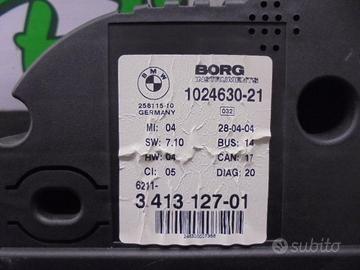 BMW
BORG
INSTRUMENTS
1024630-21
258115-10
GERMANY
032
MI: 04 28-04-04
SW: 7.10 BUS: 14
HW: 04 CAN: 17
CI: 05 DIAG: 20
6211-
3 413 127-01
subito